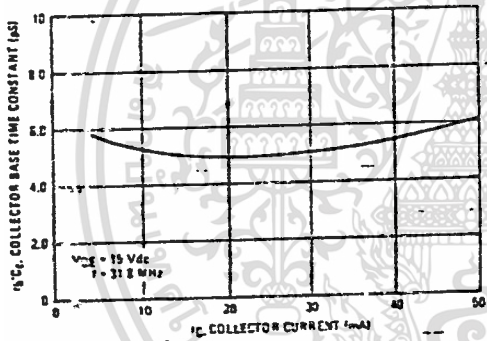 10
8.0
6.0
4.0
2.0
0
rb'Cc, COLLECTOR BASE TIME CONSTANT (pS)
VCE = 15 Vdc
f = 31.8 MHz
0 10 20 30 40 50
IC, COLLECTOR CURRENT (mA)